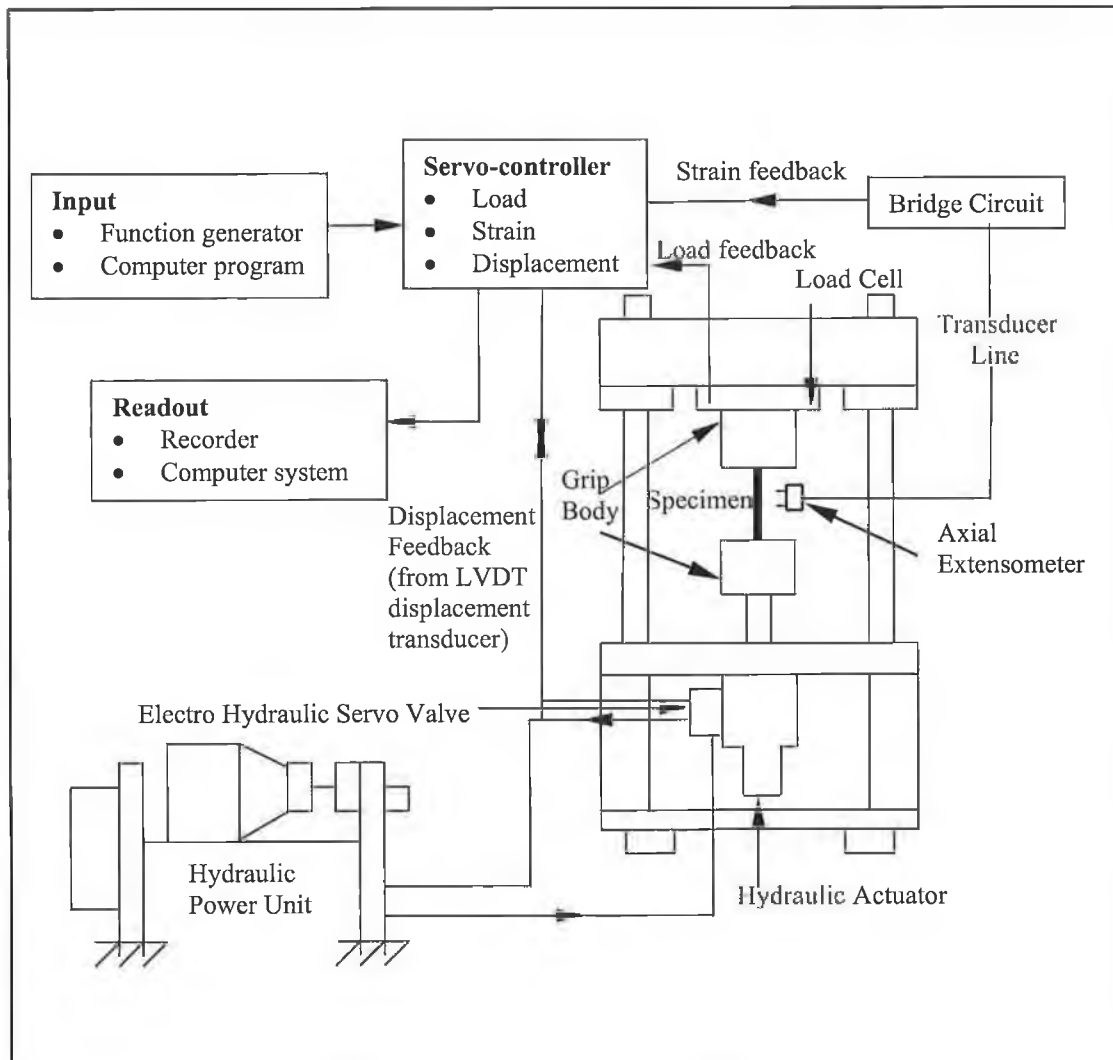 Input
● Function generator
● Computer program
Servo-controller
● Load
● Strain
● Displacement
Strain feedback
Bridge Circuit
Load feedback
Load Cell
Transducer
Line
Readout
● Recorder
● Computer system
Grip
Body
Specimen
Axial
Extensometer
Displacement
Feedback
(from LVDT
displacement
transducer)
Electro Hydraulic Servo Valve
Hydraulic
Power Unit
Hydraulic Actuator